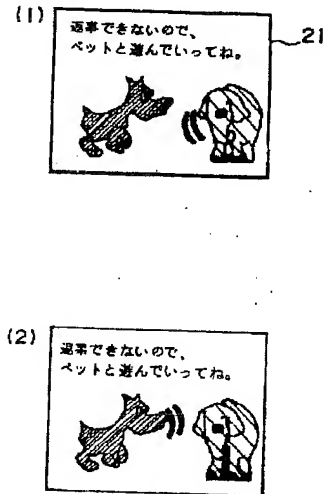 (1)
返事できないので、
ペットと遊んでいってね。
21
(2)
返事できないので、
ペットと遊んでいってね。